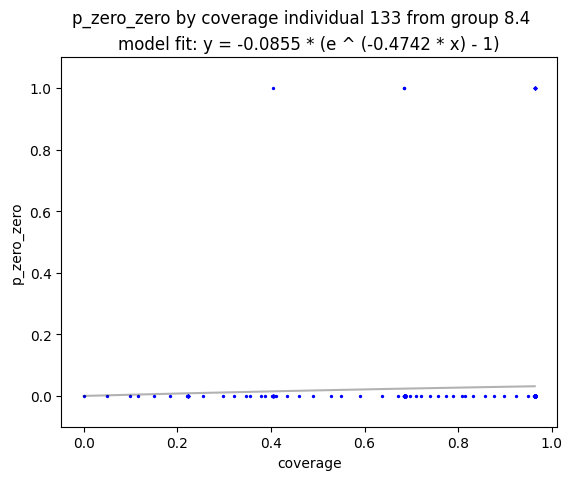 p_zero_zero by coverage individual 133 from group 8.4
model fit: y = -0.0855 * (e ^ (-0.4742 * x) - 1)
1.0
0.8
0.6
0.4
0.2
0.0
p_zero_zero
0.0 0.2 0.4 0.6 0.8 1.0
coverage